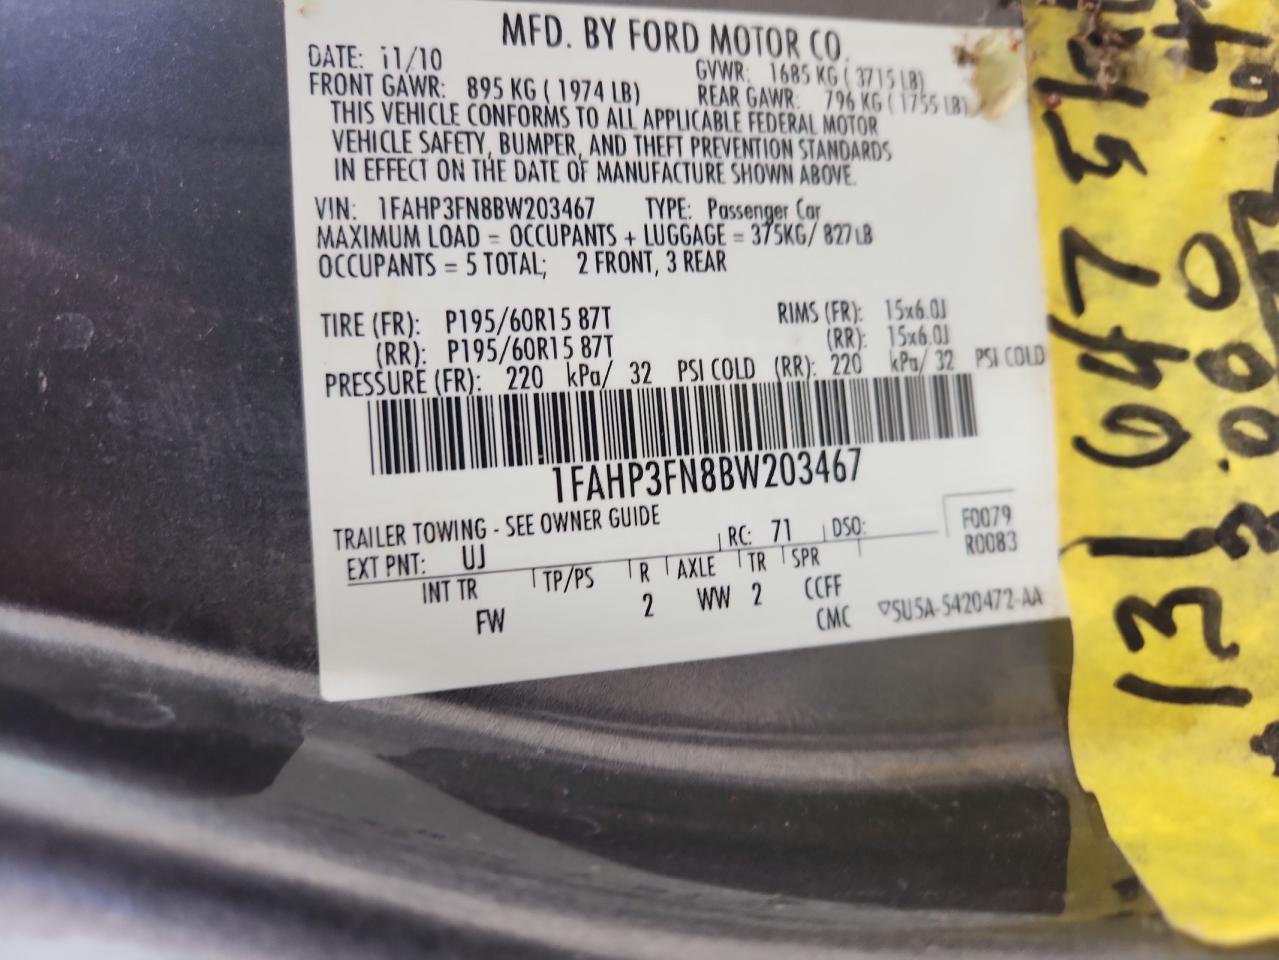 MFD. BY FORD MOTOR CO.
DATE: 11/10
GVWR: 1685 KG ( 3715 LB)
FRONT GAWR: 895 KG ( 1974 LB)
REAR GAWR: 796 KG ( 1755 LB)
THIS VEHICLE CONFORMS TO ALL APPLICABLE FEDERAL MOTOR
VEHICLE SAFETY, BUMPER, AND THEFT PREVENTION STANDARDS
IN EFFECT ON THE DATE OF MANUFACTURE SHOWN ABOVE.
VIN: 1FAHP3FN8BW203467 TYPE: Passenger Car
MAXIMUM LOAD = OCCUPANTS + LUGGAGE = 375KG/ 827LB
OCCUPANTS = 5 TOTAL; 2 FRONT, 3 REAR
TIRE (FR): P195/60R15 87T RIMS (FR): 15x6.0J
(RR): P195/60R15 87T (RR): 15x6.0J
PRESSURE (FR): 220 kPa/ 32 PSI COLD (RR): 220 kPa/ 32 PSI COLD
1FAHP3FN8BW203467
TRAILER TOWING - SEE OWNER GUIDE
EXT PNT: UJ RC: 71 DSO: F0079
R0083
INT TR TP/PS R AXLE TR SPR
FW 2 WW 2 CCFF
CMC ▽5U5A-5420472-AA